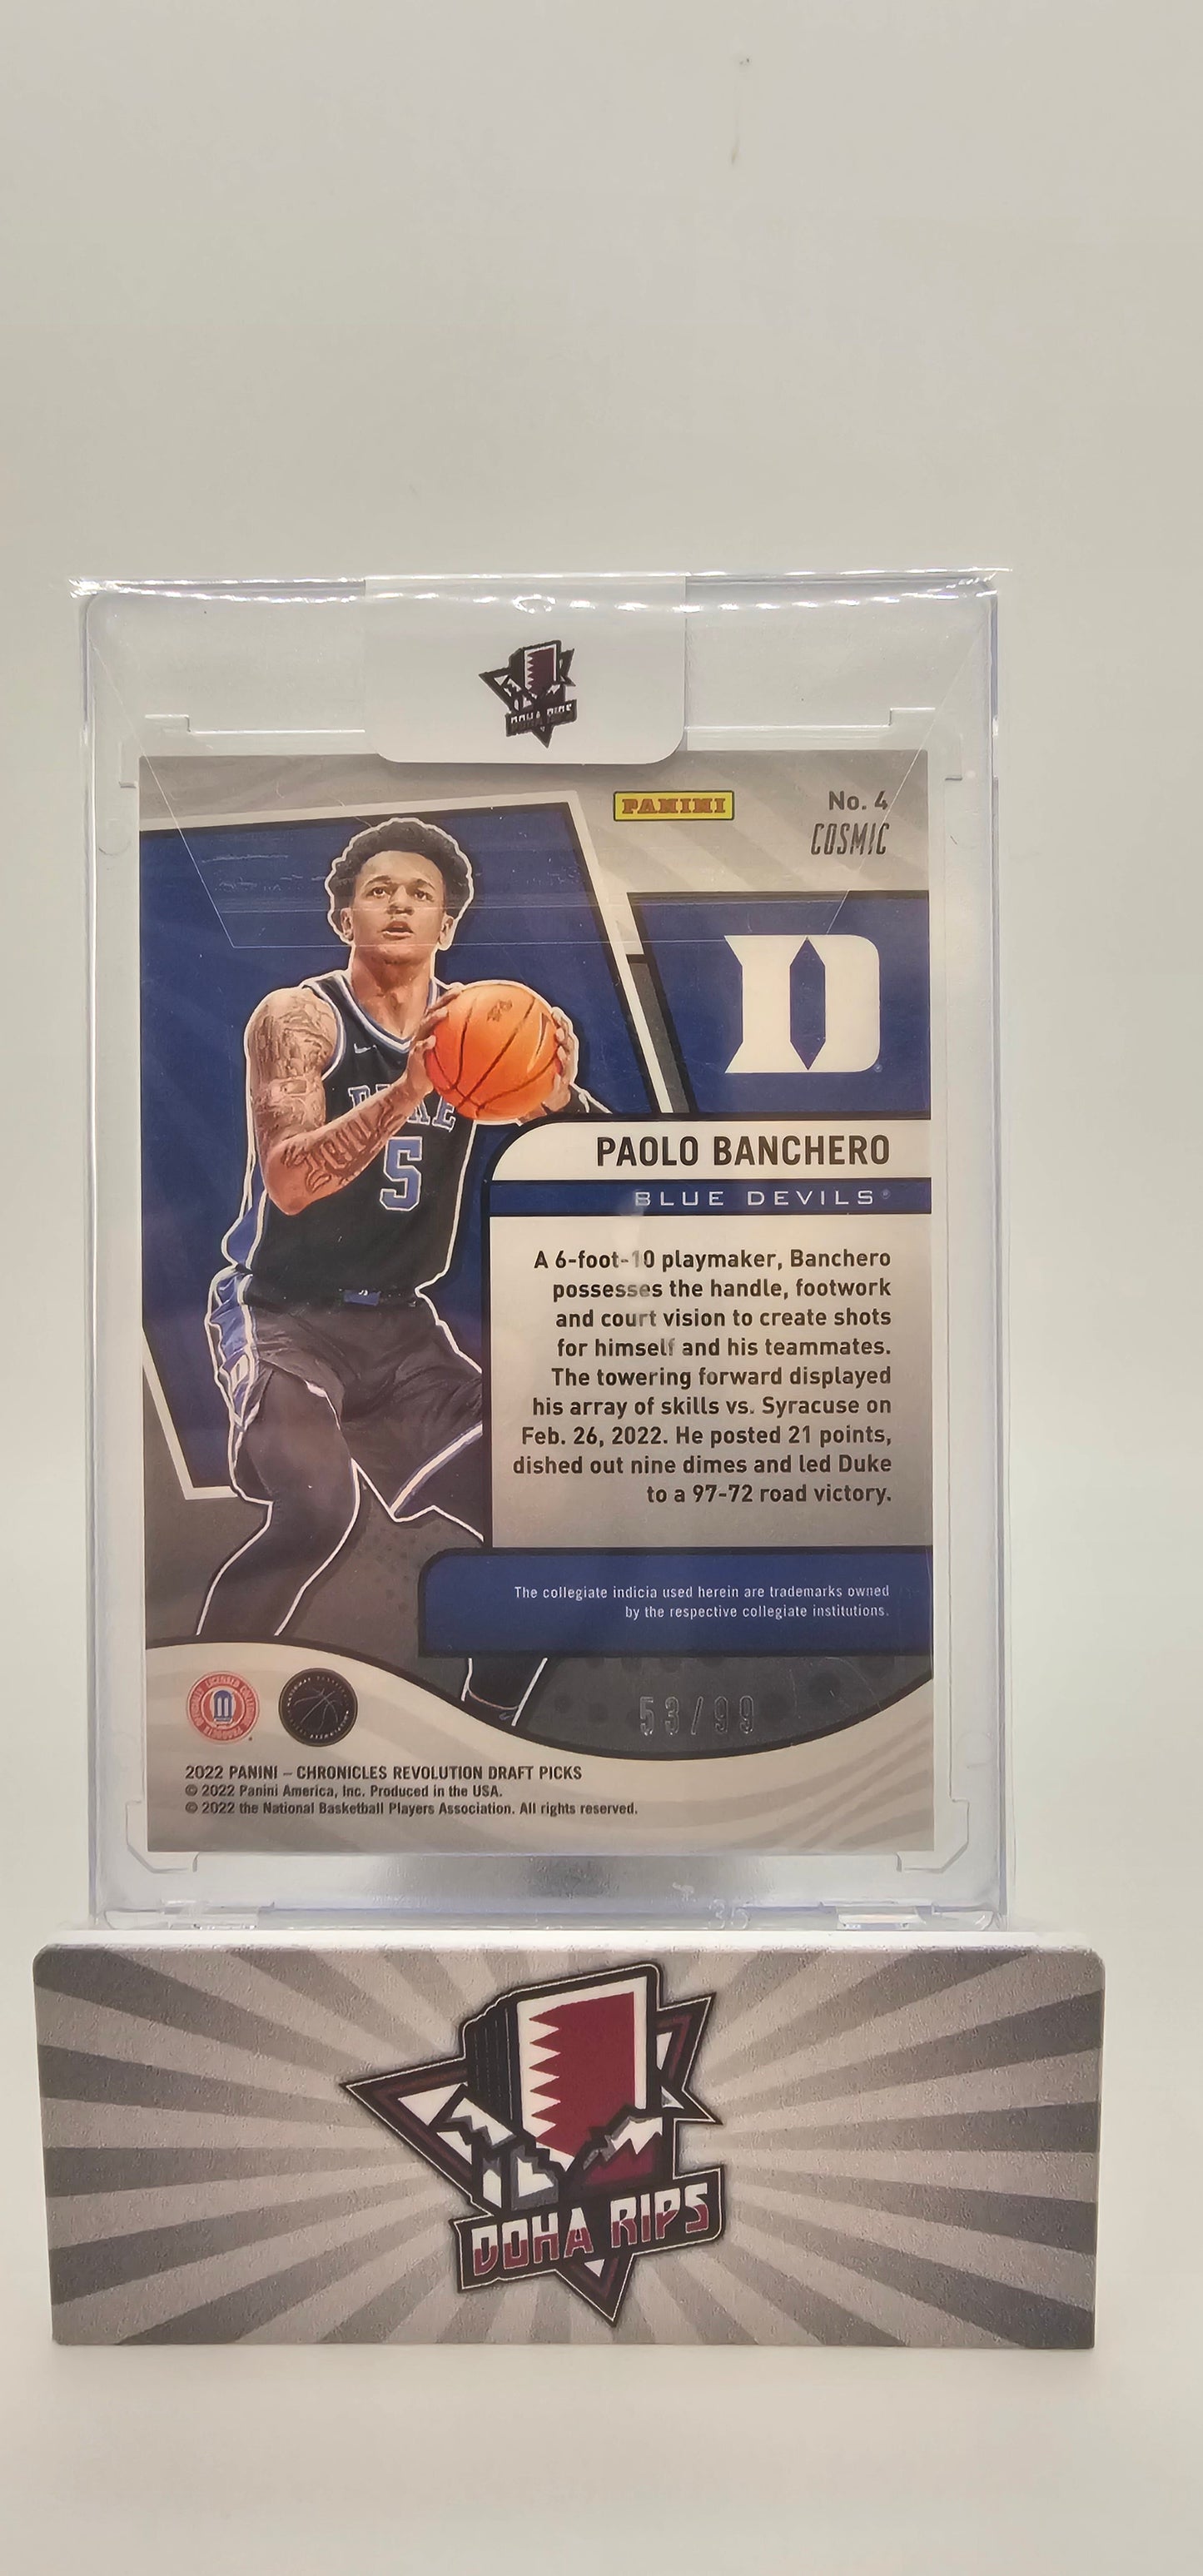 DOHA RIPS
PANINI
No. 4
COSMIC
D
DUKE
5
PAOLO BANCHERO
BLUE DEVILS®
A 6-foot-10 playmaker, Banchero
possesses the handle, footwork
and court vision to create shots
for himself and his teammates.
The towering forward displayed
his array of skills vs. Syracuse on
Feb. 26, 2022. He posted 21 points,
dished out nine dimes and led Duke
to a 97-72 road victory.
The collegiate indicia used herein are trademarks owned
by the respective collegiate institutions.
53/99
2022 PANINI – CHRONICLES REVOLUTION DRAFT PICKS
© 2022 Panini America, Inc. Produced in the USA.
© 2022 the National Basketball Players Association. All rights reserved.
35
DOHA RIPS